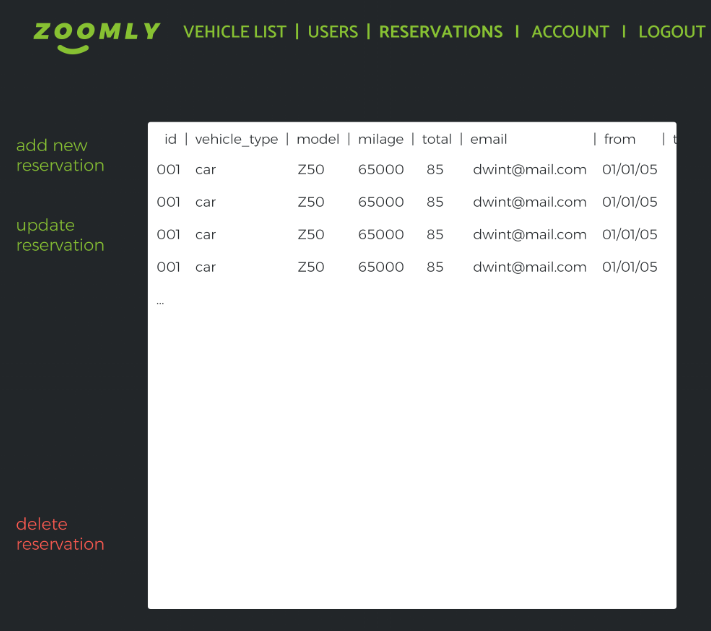 ZOOMLY VEHICLE LIST | USERS | RESERVATIONS | ACCOUNT | LOGOUT
add new
reservation
update
reservation
delete
reservation
id | vehicle_type | model | milage | total | email | from | t
001 car Z50 65000 85 dwint@mail.com 01/01/05
001 car Z50 65000 85 dwint@mail.com 01/01/05
001 car Z50 65000 85 dwint@mail.com 01/01/05
001 car Z50 65000 85 dwint@mail.com 01/01/05
...